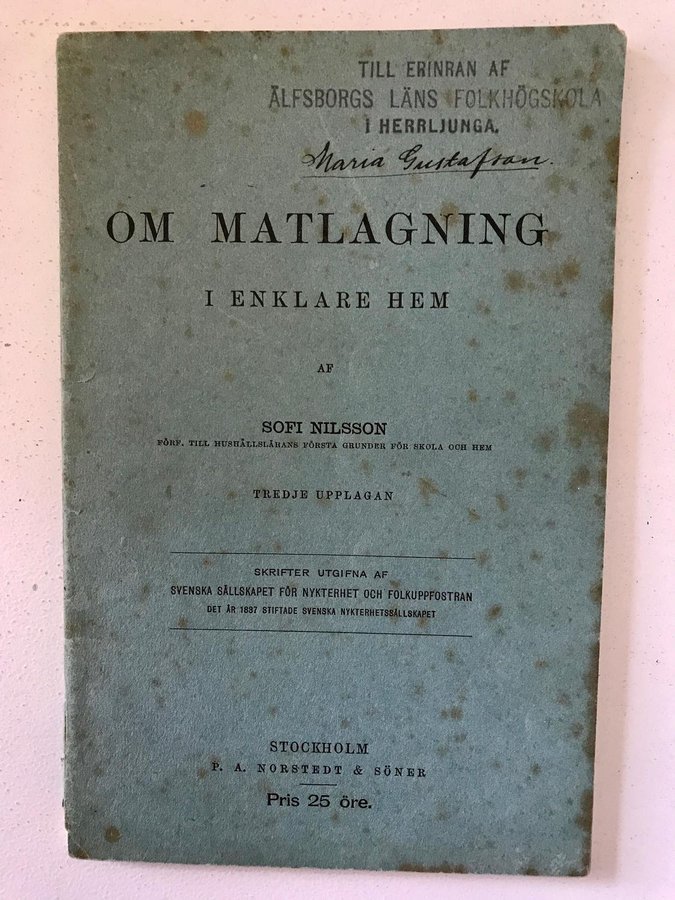 TILL ERINRAN AF
ÄLFSBORGS LÄNS FOLKHÖGSKOLA
I HERRLJUNGA.
Maria Gustafson.
OM MATLAGNING
I ENKLARE HEM
AF
SOFI NILSSON
FÖRF. TILL HUSHÅLLSLÄRANS FÖRSTA GRUNDER FÖR SKOLA OCH HEM
TREDJE UPPLAGAN
SKRIFTER UTGIFNA AF
SVENSKA SÄLLSKAPET FÖR NYKTERHET OCH FOLKUPPFOSTRAN
DET ÅR 1837 STIFTADE SVENSKA NYKTERHETSSÄLLSKAPET
STOCKHOLM
P. A. NORSTEDT & SÖNER
Pris 25 öre.